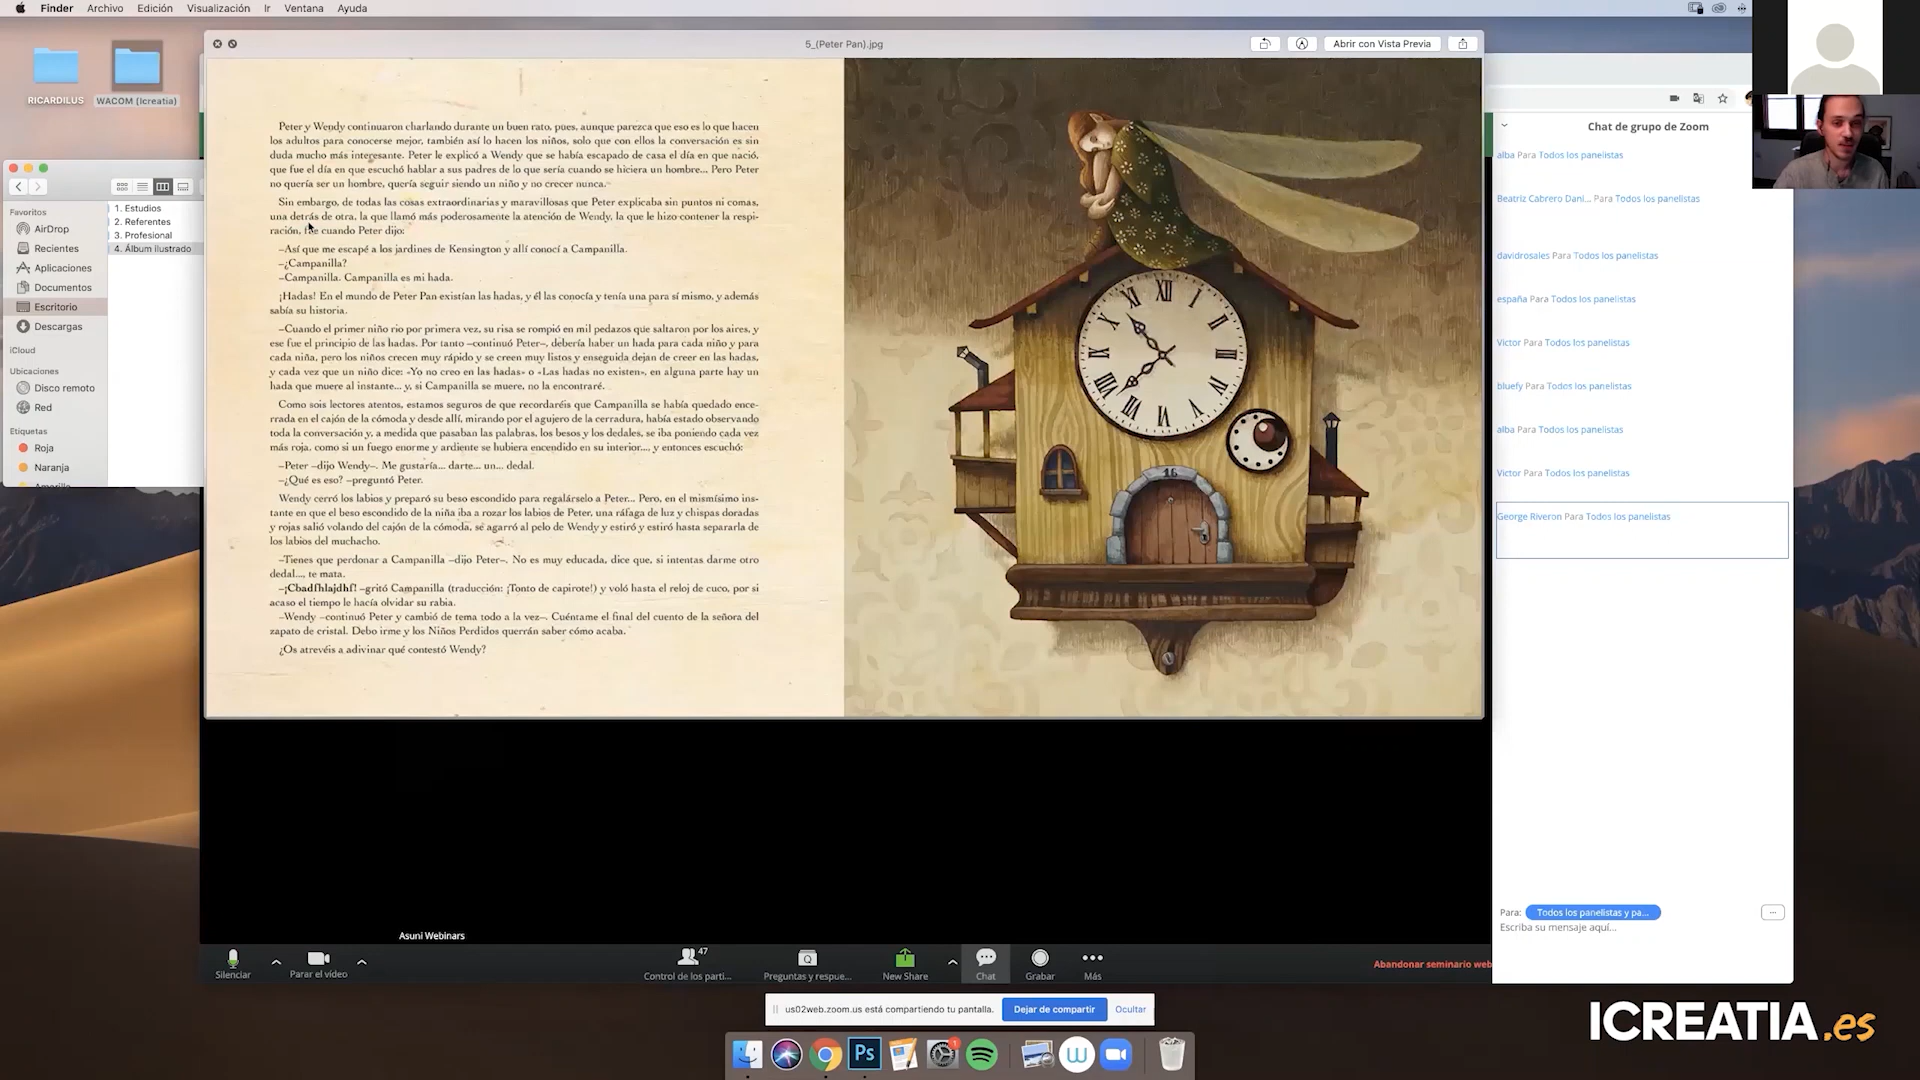 Finder Archivo Edición Visualización Ir Ventana Ayuda
RICARDILUS
WACOM (Icreatia)
5_(Peter Pan).jpg
Abrir con Vista Previa
Favoritos
AirDrop
Recientes
Aplicaciones
Documentos
Escritorio
Descargas
iCloud
Ubicaciones
Disco remoto
Red
Etiquetas
Roja
Naranja
Amarillo
1. Estudios
2. Referentes
3. Profesional
4. Álbum ilustrado
Peter y Wendy continuaron charlando durante un buen rato, pues, aunque parezca que eso es lo que hacen
los adultos para conocerse mejor, también así lo hacen los niños, solo que con ellos la conversación es sin
duda mucho más interesante. Peter le explicó a Wendy que se había escapado de casa el día en que nació,
que fue el día en que escuchó hablar a sus padres de lo que sería cuando se hiciera un hombre... Pero Peter
no quería ser un hombre, quería seguir siendo un niño y no crecer nunca.
Sin embargo, de todas las cosas extraordinarias y maravillosas que Peter explicaba sin puntos ni comas,
una detrás de otra, la que llamó más poderosamente la atención de Wendy, la que le hizo contener la respi-
ración, fue cuando Peter dijo:
–Así que me escapé a los jardines de Kensington y allí conocí a Campanilla.
–¿Campanilla?
–Campanilla. Campanilla es mi hada.
¡Hadas! En el mundo de Peter Pan existían las hadas, y él las conocía y tenía una para sí mismo, y además
sabía su historia.
–Cuando el primer niño rio por primera vez, su risa se rompió en mil pedazos que saltaron por los aires, y
ese fue el principio de las hadas. Por tanto –continuó Peter–, debería haber un hada para cada niño y para
cada niña, pero los niños crecen muy rápido y se creen muy listos y enseguida dejan de creer en las hadas,
y cada vez que un niño dice: «Yo no creo en las hadas» o «Las hadas no existen», en alguna parte hay un
hada que muere al instante... y, si Campanilla se muere, no la encontraré.
Como sois lectores atentos, estamos seguros de que recordaréis que Campanilla se había quedado ence-
rrada en el cajón de la cómoda y desde allí, mirando por el agujero de la cerradura, había estado observando
toda la conversación y, a medida que pasaban las palabras, los besos y los dedales, se iba poniendo cada vez
más roja, como si un fuego enorme y ardiente se hubiera encendido en su interior..., y entonces escuchó:
–Peter –dijo Wendy–. Me gustaría... darte... un... dedal.
–¿Qué es eso? –preguntó Peter.
Wendy cerró los labios y preparó su beso escondido para regalárselo a Peter... Pero, en el mismísimo ins-
tante en que el beso escondido de la niña iba a rozar los labios de Peter, una ráfaga de luz y chispas doradas
y rojas salió volando del cajón de la cómoda, se agarró al pelo de Wendy y estiró y estiró hasta separarla de
los labios del muchacho.
–Tienes que perdonar a Campanilla –dijo Peter–. No es muy educada, dice que, si intentas darme otro
dedal..., te mata.
–¡Cbadfhlajdhf! –gritó Campanilla (traducción: ¡Tonto de capirote!) y voló hasta el reloj de cuco, por si
acaso el tiempo le hacía olvidar su rabia.
–Wendy –continuó Peter y cambió de tema todo a la vez–. Cuéntame el final del cuento de la señora del
zapato de cristal. Debo irme y los Niños Perdidos querrán saber cómo acaba.
¿Os atrevéis a adivinar qué contestó Wendy?
XII
I
II
III
IIII
V
VI
VII
VIII
IX
X
XI
16
Chat de grupo de Zoom
alba Para Todos los panelistas
Beatriz Cabrero Dani... Para Todos los panelistas
davidrosales Para Todos los panelistas
españa Para Todos los panelistas
Victor Para Todos los panelistas
bluefy Para Todos los panelistas
alba Para Todos los panelistas
Victor Para Todos los panelistas
George Riveron Para Todos los panelistas
Para: Todos los panelistas y pa...
Escriba su mensaje aquí...
Asuni Webinars
Silenciar
Parar el vídeo
47
Control de los parti...
Preguntas y respue...
New Share
Chat
Grabar
Más
Abandonar seminario web
us02web.zoom.us está compartiendo tu pantalla.
Dejar de compartir
Ocultar
Ps
1
ICREATIA.es